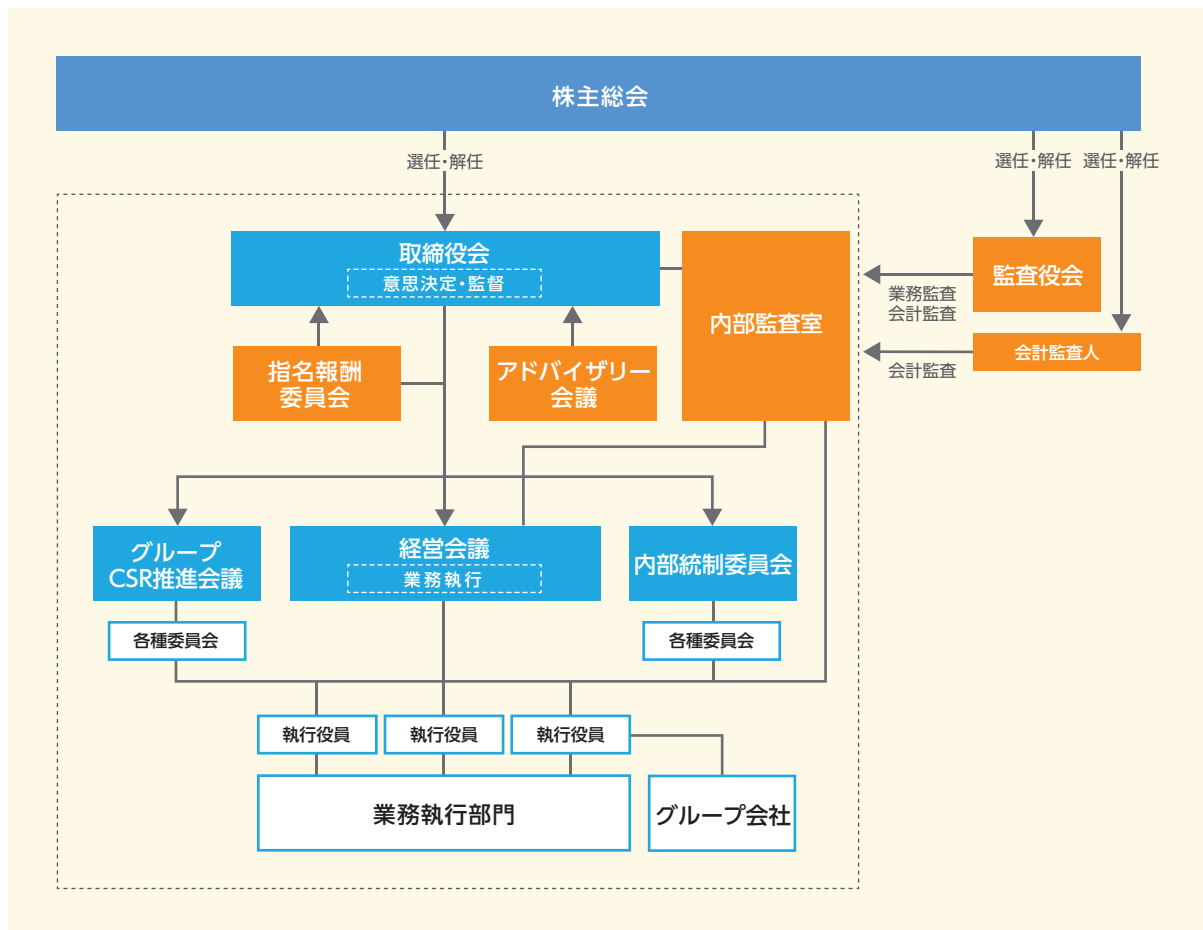 株主総会
選任・解任
選任・解任
選任・解任
取締役会
意思決定・監督
内部監査室
監査役会
業務監査
会計監査
会計監査人
会計監査
指名報酬
委員会
アドバイザリー
会議
グループ
CSR推進会議
経営会議
業務執行
内部統制委員会
各種委員会
各種委員会
執行役員
執行役員
執行役員
業務執行部門
グループ会社